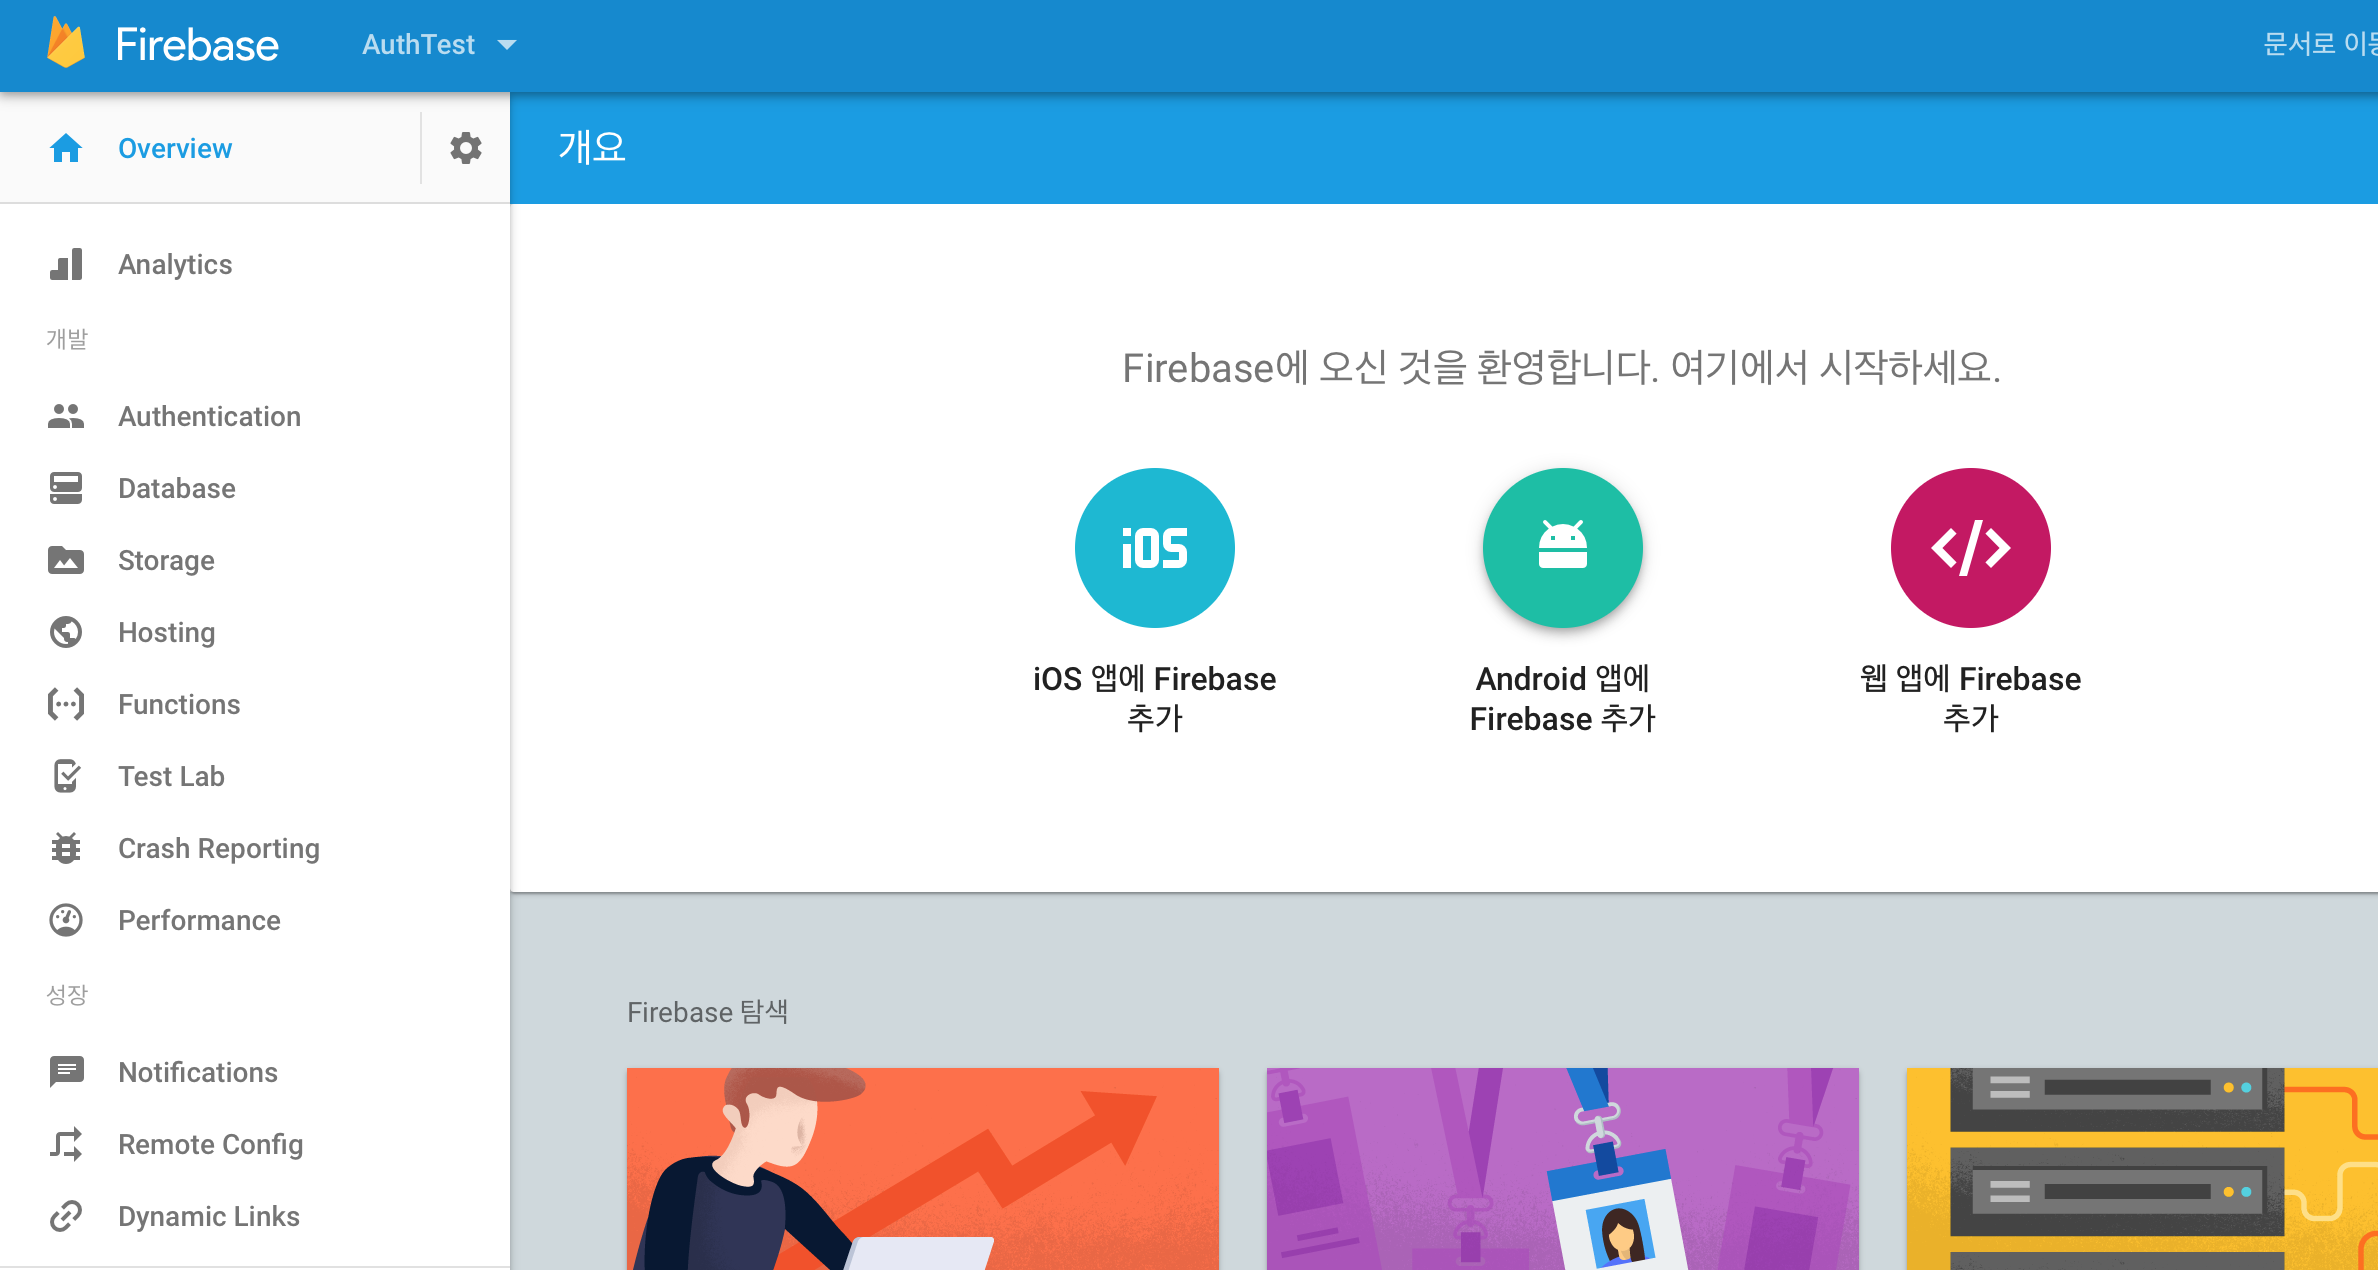 Firebase
AuthTest
문서로 이동
Overview
개요
Analytics
개발
Authentication
Database
Storage
Hosting
Functions
Test Lab
Crash Reporting
Performance
성장
Notifications
Remote Config
Dynamic Links
Firebase에 오신 것을 환영합니다. 여기에서 시작하세요.
iOS
</>
iOS 앱에 Firebase
추가
Android 앱에
Firebase 추가
웹 앱에 Firebase
추가
Firebase 탐색